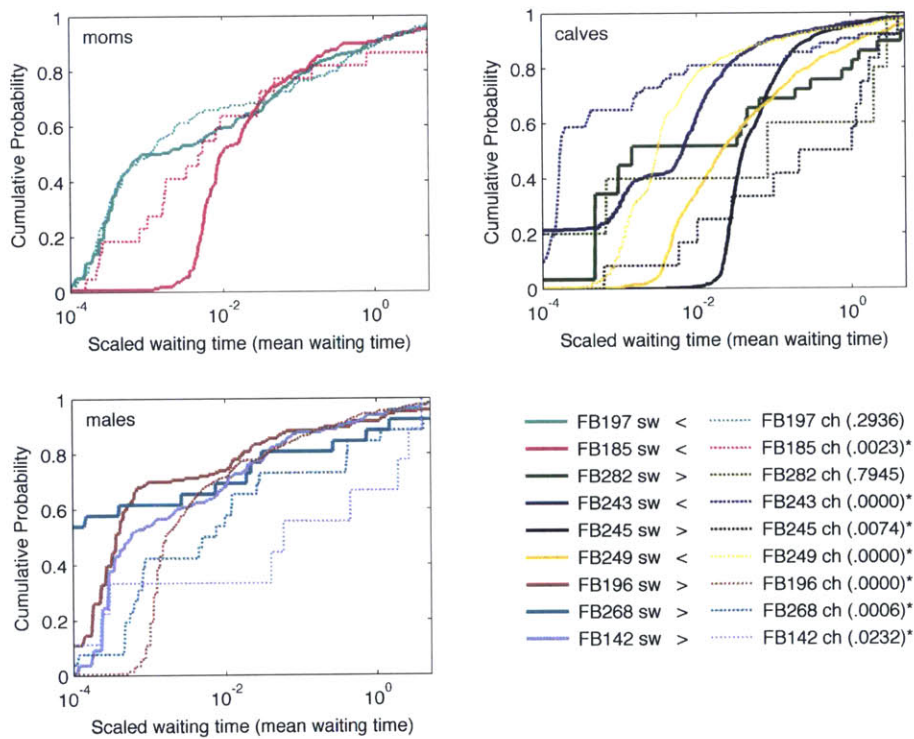 moms
1
0.8
0.6
0.4
0.2
0
Cumulative Probability
10-4
10-2
100
Scaled waiting time (mean waiting time)
calves
1
0.8
0.6
0.4
0.2
0
Cumulative Probability
10-4
10-2
100
Scaled waiting time (mean waiting time)
males
1
0.8
0.6
0.4
0.2
0
Cumulative Probability
10-4
10-2
100
Scaled waiting time (mean waiting time)
FB197 sw < FB197 ch (.2936)
FB185 sw < FB185 ch (.0023)*
FB282 sw > FB282 ch (.7945)
FB243 sw < FB243 ch (.0000)*
FB245 sw > FB245 ch (.0074)*
FB249 sw < FB249 ch (.0000)*
FB196 sw > FB196 ch (.0000)*
FB268 sw > FB268 ch (.0006)*
FB142 sw > FB142 ch (.0232)*